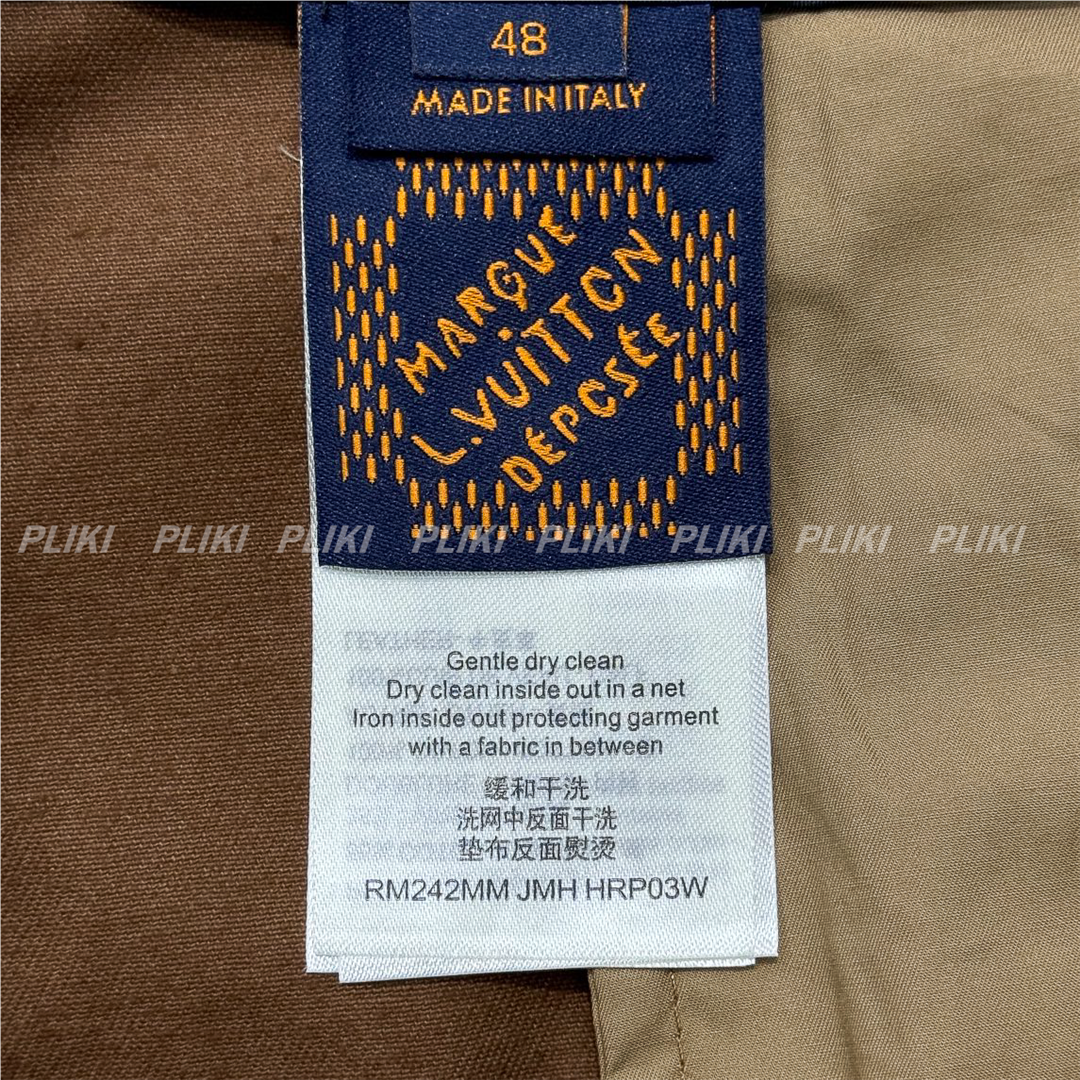 48
MADE IN ITALY
MARQUE
L.VUITTON
DÉPOSÉE
PLIKI PLIKI PLIKI PLIKI PLIKI PLIKI PLIKI PLIKI
Gentle dry clean
Dry clean inside out in a net
Iron inside out protecting garment
with a fabric in between
缓和干洗
洗网中反面干洗
垫布反面熨烫
RM242MM JMH HRP03W